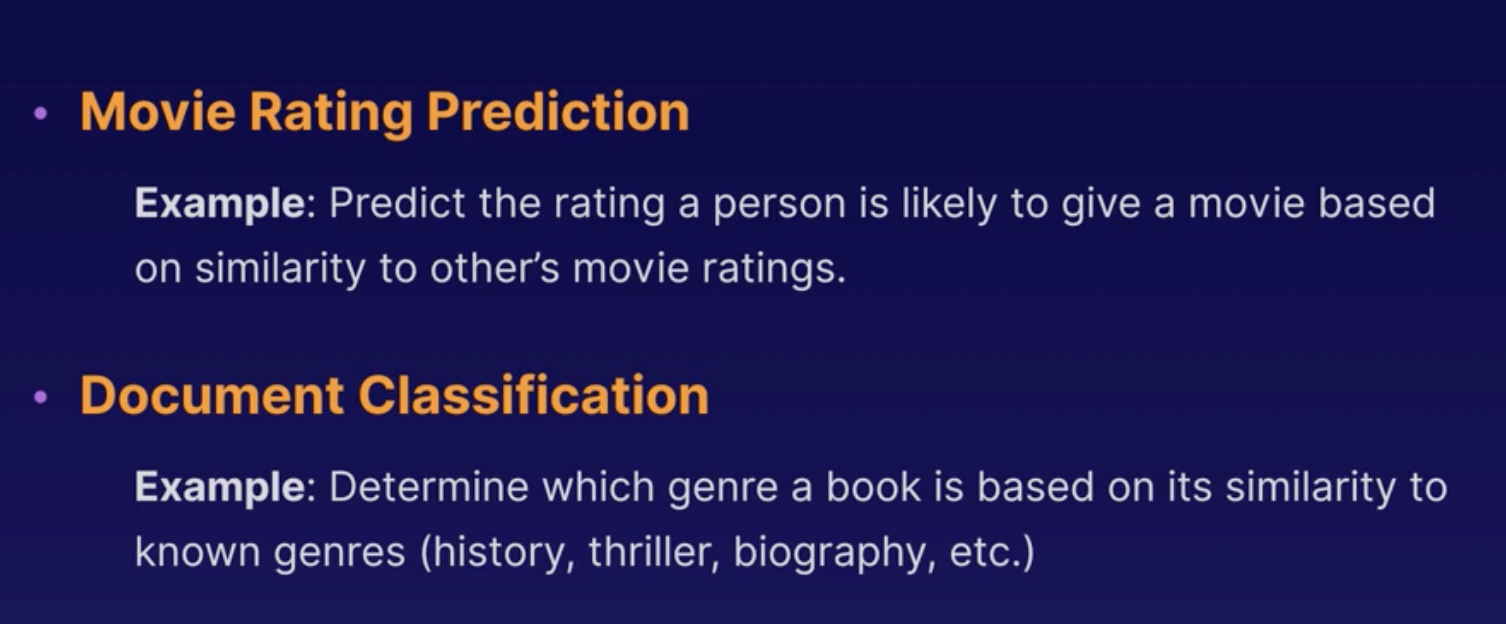 • Movie Rating Prediction
Example: Predict the rating a person is likely to give a movie based
on similarity to other’s movie ratings.
• Document Classification
Example: Determine which genre a book is based on its similarity to
known genres (history, thriller, biography, etc.)